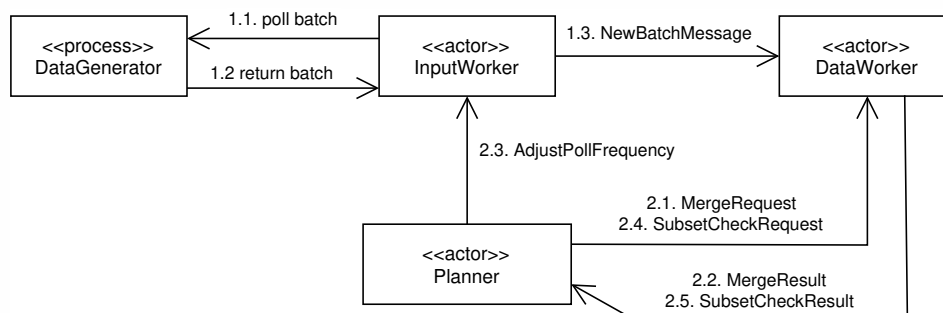 1.1. poll batch
<<process>>
DataGenerator
1.2 return batch
<<actor>>
InputWorker
1.3. NewBatchMessage
<<actor>>
DataWorker
2.3. AdjustPollFrequency
2.1. MergeRequest
2.4. SubsetCheckRequest
<<actor>>
Planner
2.2. MergeResult
2.5. SubsetCheckResult